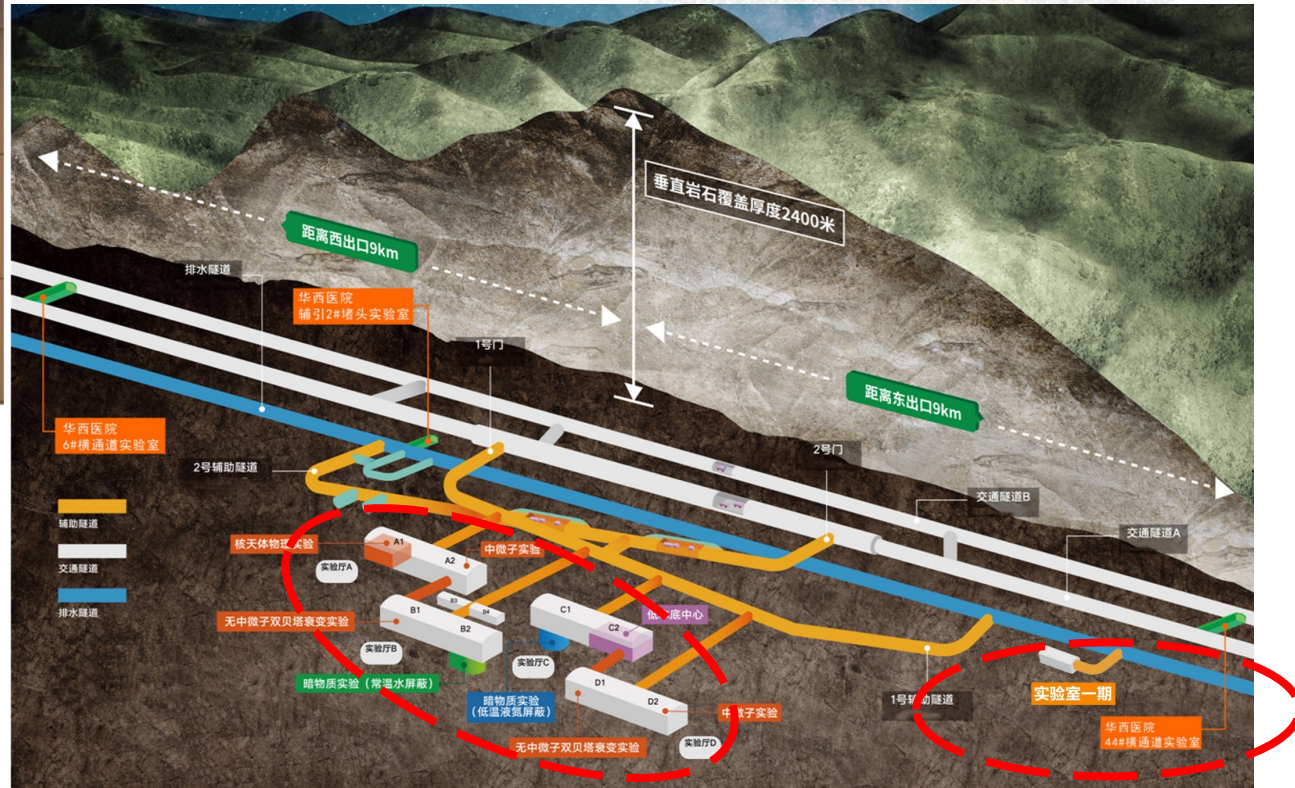 垂直岩石覆盖厚度2400米
距离西出口9km
排水隧道
华西医院
辅引2#堵头实验室
1号门
距离东出口9km
华西医院
6#横通道实验室
2号辅助隧道
2号门
交通隧道B
交通隧道A
辅助隧道
交通隧道
排水隧道
核天体物理实验
A1
A2
中微子实验
实验厅A
B3
B4
B1
B2
无中微子双贝塔衰变实验
实验厅B
暗物质实验（常温水屏蔽）
C1
C2
低本底中心
实验厅C
暗物质实验
（低温液氮屏蔽）
D1
D2
中微子实验
无中微子双贝塔衰变实验
实验厅D
1号辅助隧道
实验室一期
华西医院
44#横通道实验室